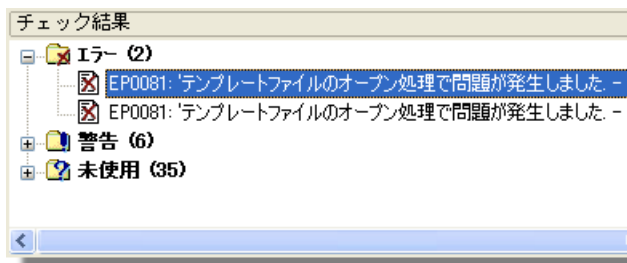 チェック結果
エラー (2)
EP0081: 'テンプレートファイルのオープン処理で問題が発生しました. -
EP0081: 'テンプレートファイルのオープン処理で問題が発生しました. -
警告 (6)
未使用 (35)